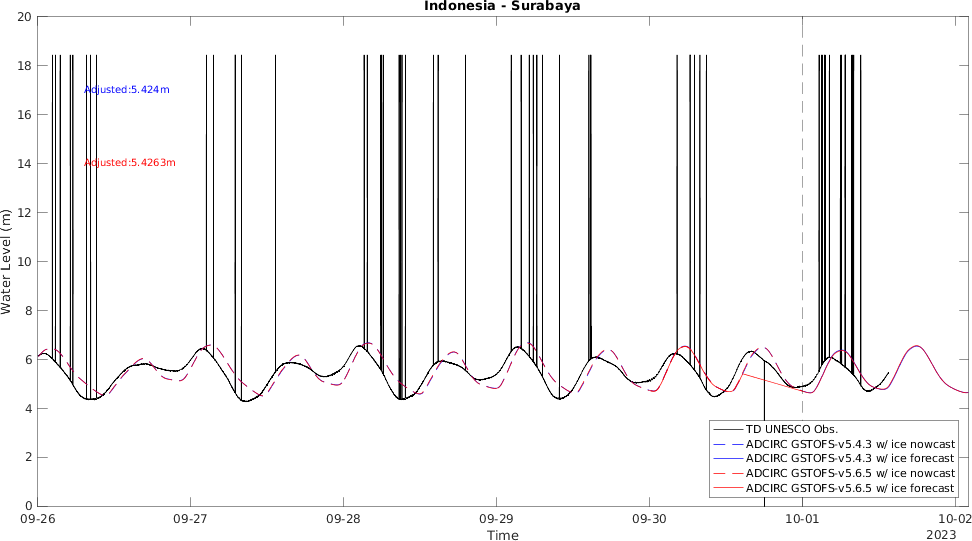 Indonesia - Surabaya
20
18
16
14
12
10
8
6
4
2
0
Water Level (m)
Adjusted:5.424m
Adjusted:5.4263m
TD UNESCO Obs.
ADCIRC GSTOFS-v5.4.3 w/ ice nowcast
ADCIRC GSTOFS-v5.4.3 w/ ice forecast
ADCIRC GSTOFS-v5.6.5 w/ ice nowcast
ADCIRC GSTOFS-v5.6.5 w/ ice forecast
09-26
09-27
09-28
09-29
09-30
10-01
10-02
Time
2023